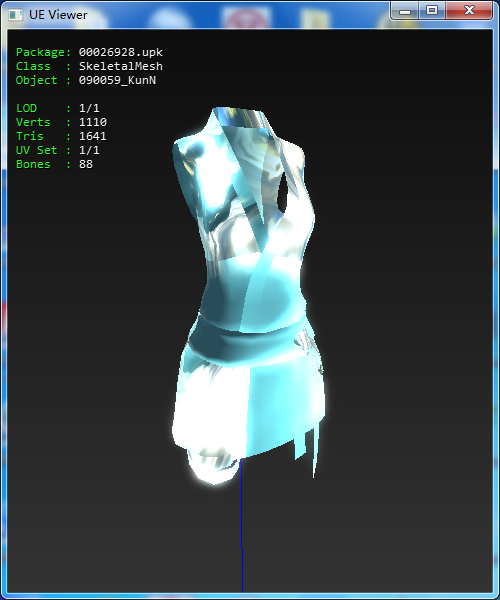 UE Viewer
Package: 00026928.upk
Class  : SkeletalMesh
Object : 090059_KunN
LOD    : 1/1
Verts  : 1110
Tris   : 1641
UV Set : 1/1
Bones  : 88